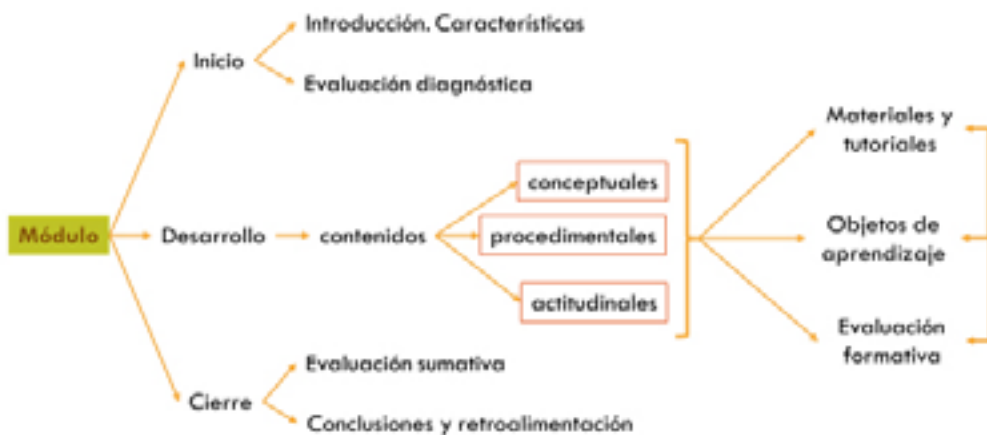 Introducción. Características
Inicio
Evaluación diagnóstica
Materiales y
tutoriales
conceptuales
Módulo
Desarrollo
contenidos
procedimentales
Objetos de
aprendizaje
actitudinales
Evaluación
formativa
Evaluación sumativa
Cierre
Conclusiones y retroalimentación